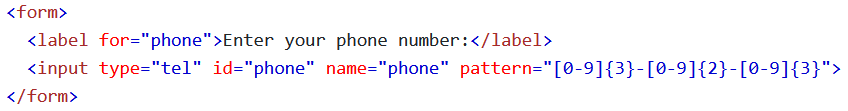 <form>
<label for="phone">Enter your phone number:</label>
<input type="tel" id="phone" name="phone" pattern="[0-9]{3}-[0-9]{2}-[0-9]{3}">
</form>